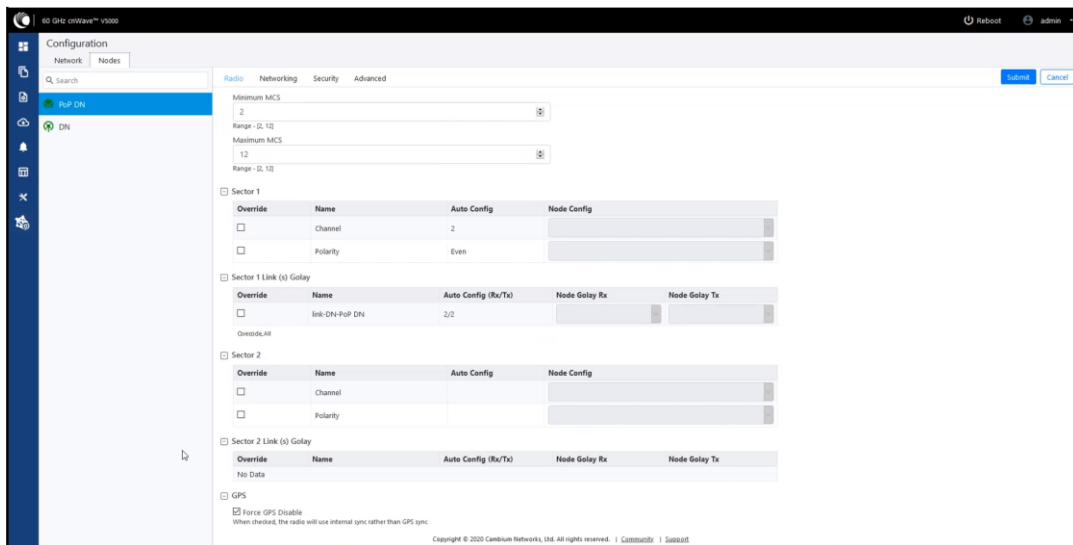 60 GHz cnWave™ V5000
Reboot
admin
Configuration
Network Nodes
Search
PoP DN
DN
Radio Networking Security Advanced
Submit Cancel
Minimum MCS
2
Range - [2, 12]
Maximum MCS
12
Range - [2, 12]
Sector 1
Override Name Auto Config Node Config
Channel 2
Polarity Even
Sector 1 Link (s) Golay
Override Name Auto Config (Rx/Tx) Node Golay Rx Node Golay Tx
link-DN-PoP DN 2/2
Override All
Sector 2
Override Name Auto Config Node Config
Channel
Polarity
Sector 2 Link (s) Golay
Override Name Auto Config (Rx/Tx) Node Golay Rx Node Golay Tx
No Data
GPS
Force GPS Disable
When checked, the radio will use internal sync rather than GPS sync
Copyright © 2020 Cambium Networks, Ltd. All rights reserved. | Community | Support